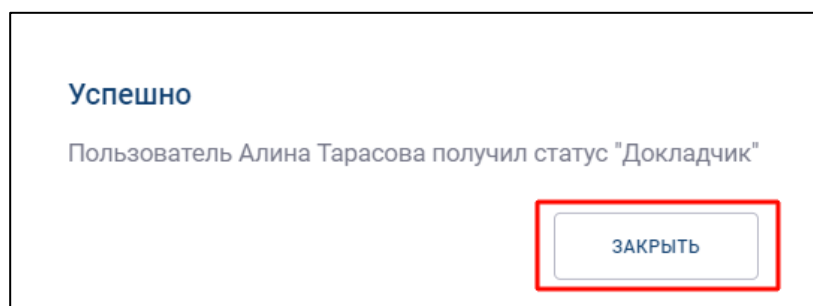 Успешно
Пользователь Алина Тарасова получил статус "Докладчик"
ЗАКРЫТЬ